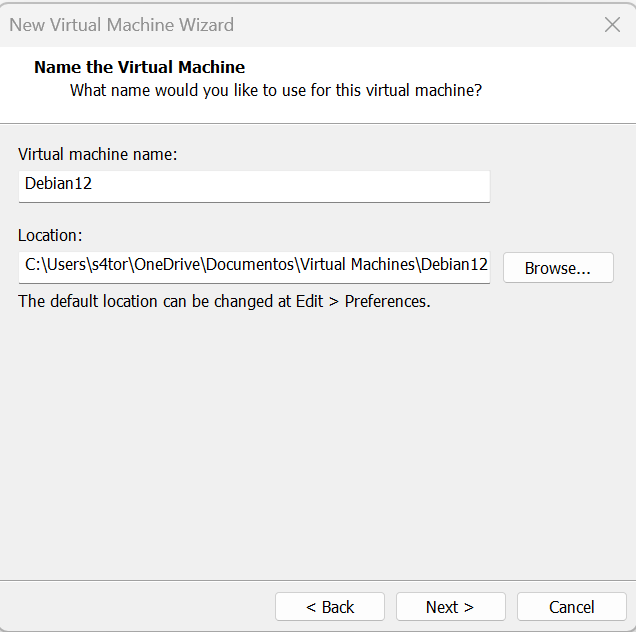 New Virtual Machine Wizard
Name the Virtual Machine
What name would you like to use for this virtual machine?
Virtual machine name:
Debian12
Location:
C:\Users\s4tor\OneDrive\Documentos\Virtual Machines\Debian12
Browse...
The default location can be changed at Edit > Preferences.
< Back
Next >
Cancel